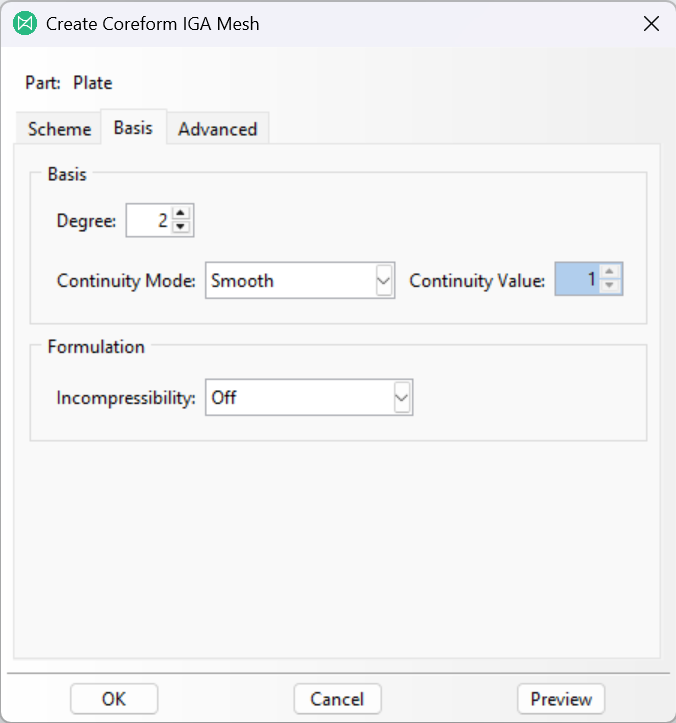 Create Coreform IGA Mesh
Part: Plate
Scheme Basis Advanced
Basis
Degree: 2
Continuity Mode: Smooth Continuity Value: 1
Formulation
Incompressibility: Off
OK Cancel Preview